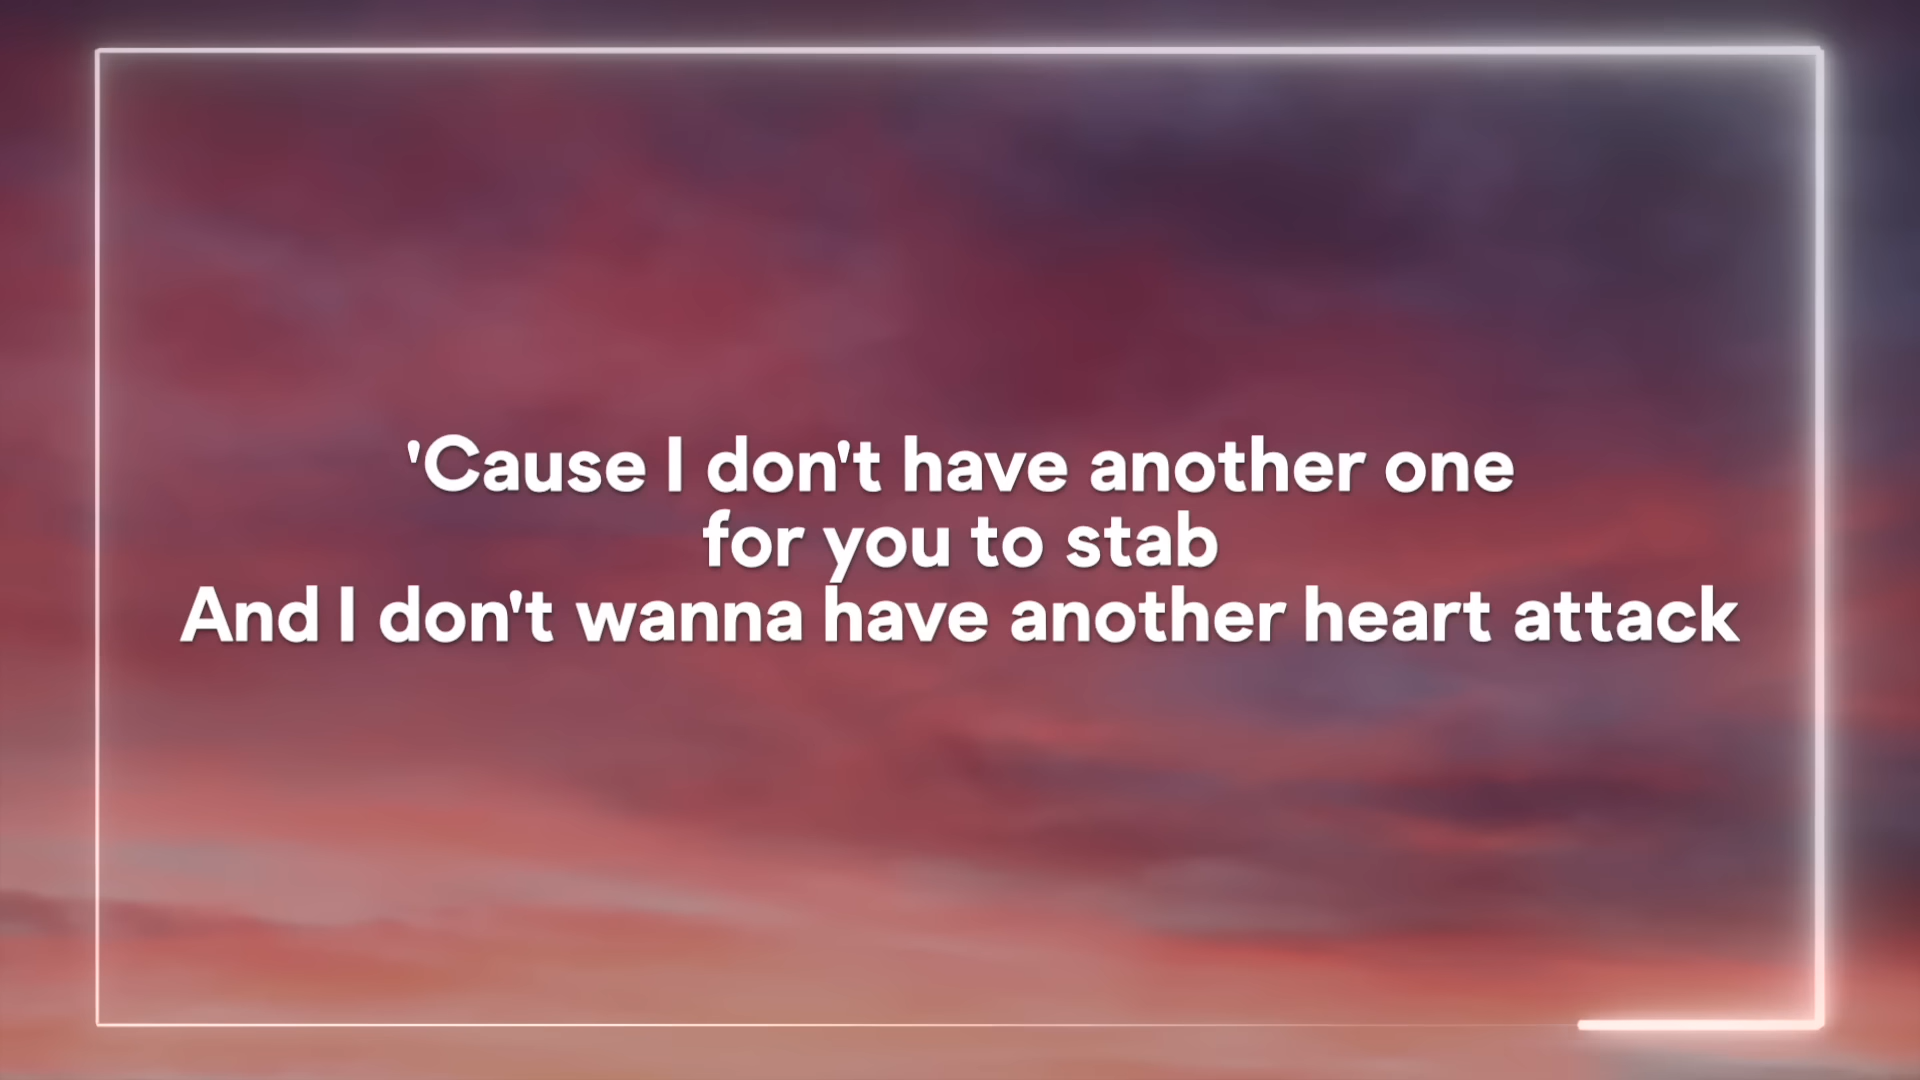 'Cause I don't have another one
for you to stab
And I don't wanna have another heart attack